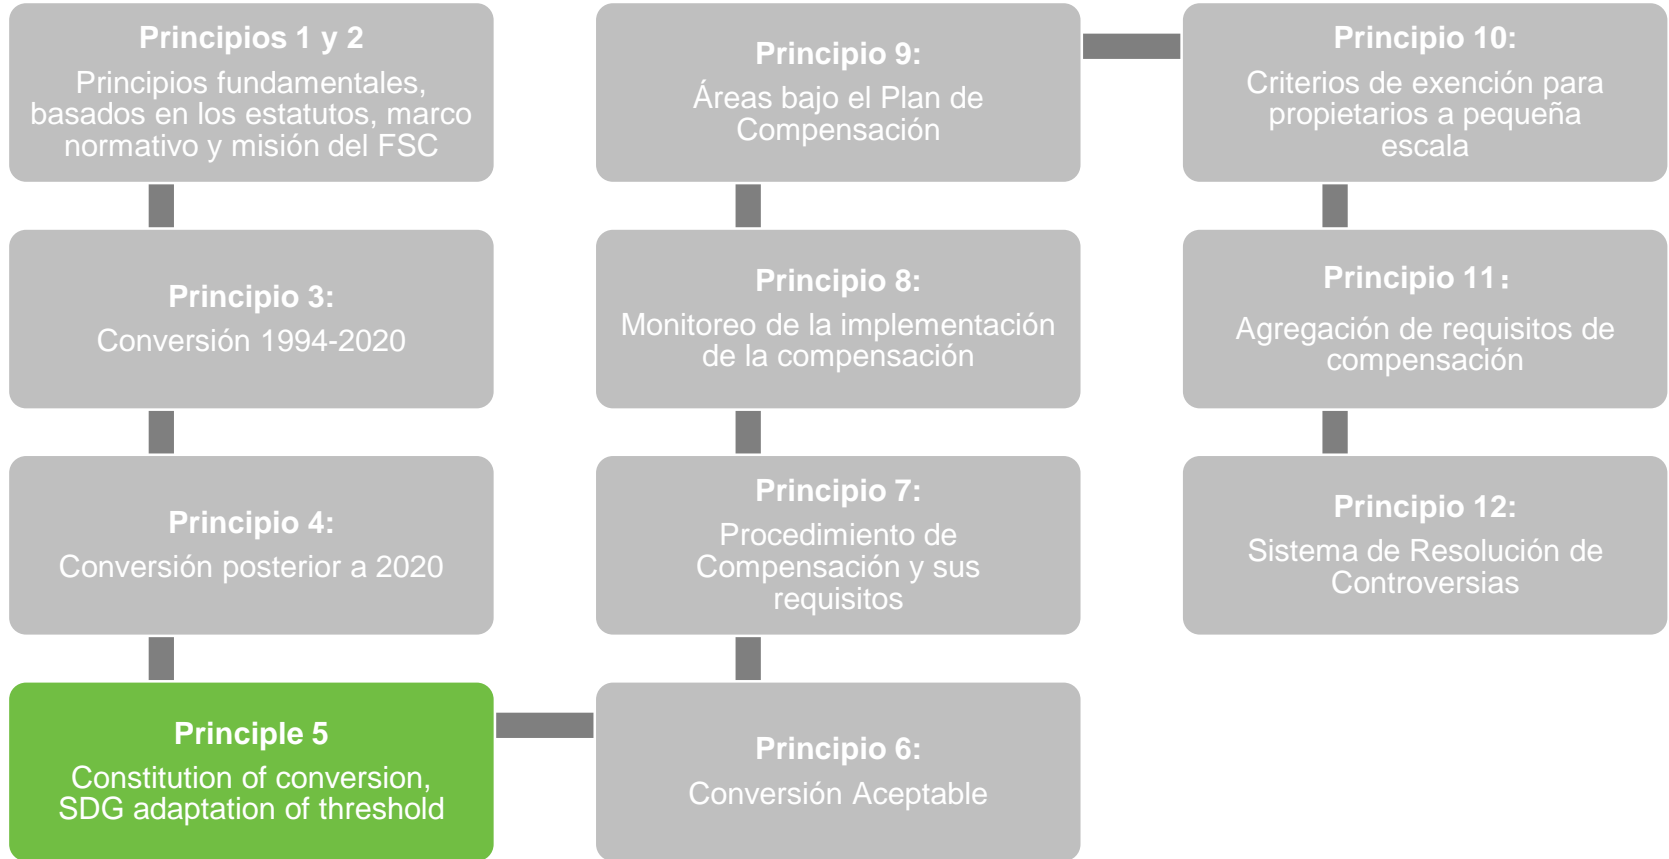 Principios 1 y 2
Principios fundamentales,
basados en los estatutos, marco
normativo y misión del FSC
Principio 3:
Conversión 1994-2020
Principio 4:
Conversión posterior a 2020
Principle 5
Constitution of conversion,
SDG adaptation of threshold
Principio 6:
Conversión Aceptable
Principio 7:
Procedimiento de
Compensación y sus
requisitos
Principio 8:
Monitoreo de la implementación
de la compensación
Principio 9:
Áreas bajo el Plan de
Compensación
Principio 10:
Criterios de exención para
propietarios a pequeña
escala
Principio 11:
Agregación de requisitos de
compensación
Principio 12:
Sistema de Resolución de
Controversias